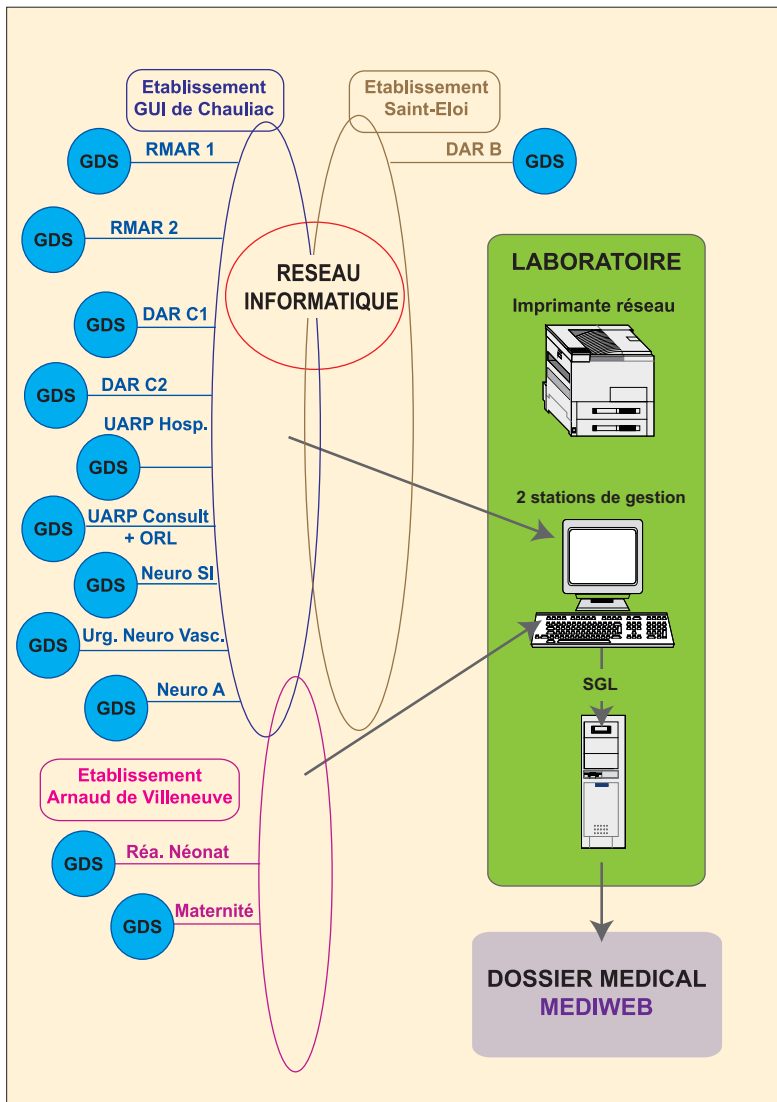 Etablissement
GUI de Chauliac
Etablissement
Saint-Eloi
GDS
RMAR 1
DAR B
GDS
GDS
RMAR 2
RESEAU
INFORMATIQUE
GDS
DAR C1
GDS
DAR C2
UARP Hosp.
GDS
GDS
UARP Consult
+ ORL
GDS
Neuro SI
GDS
Urg. Neuro Vasc.
GDS
Neuro A
Etablissement
Arnaud de Villeneuve
GDS
Réa. Néonat
GDS
Maternité
LABORATOIRE
Imprimante réseau
2 stations de gestion
SGL
DOSSIER MEDICAL
MEDIWEB